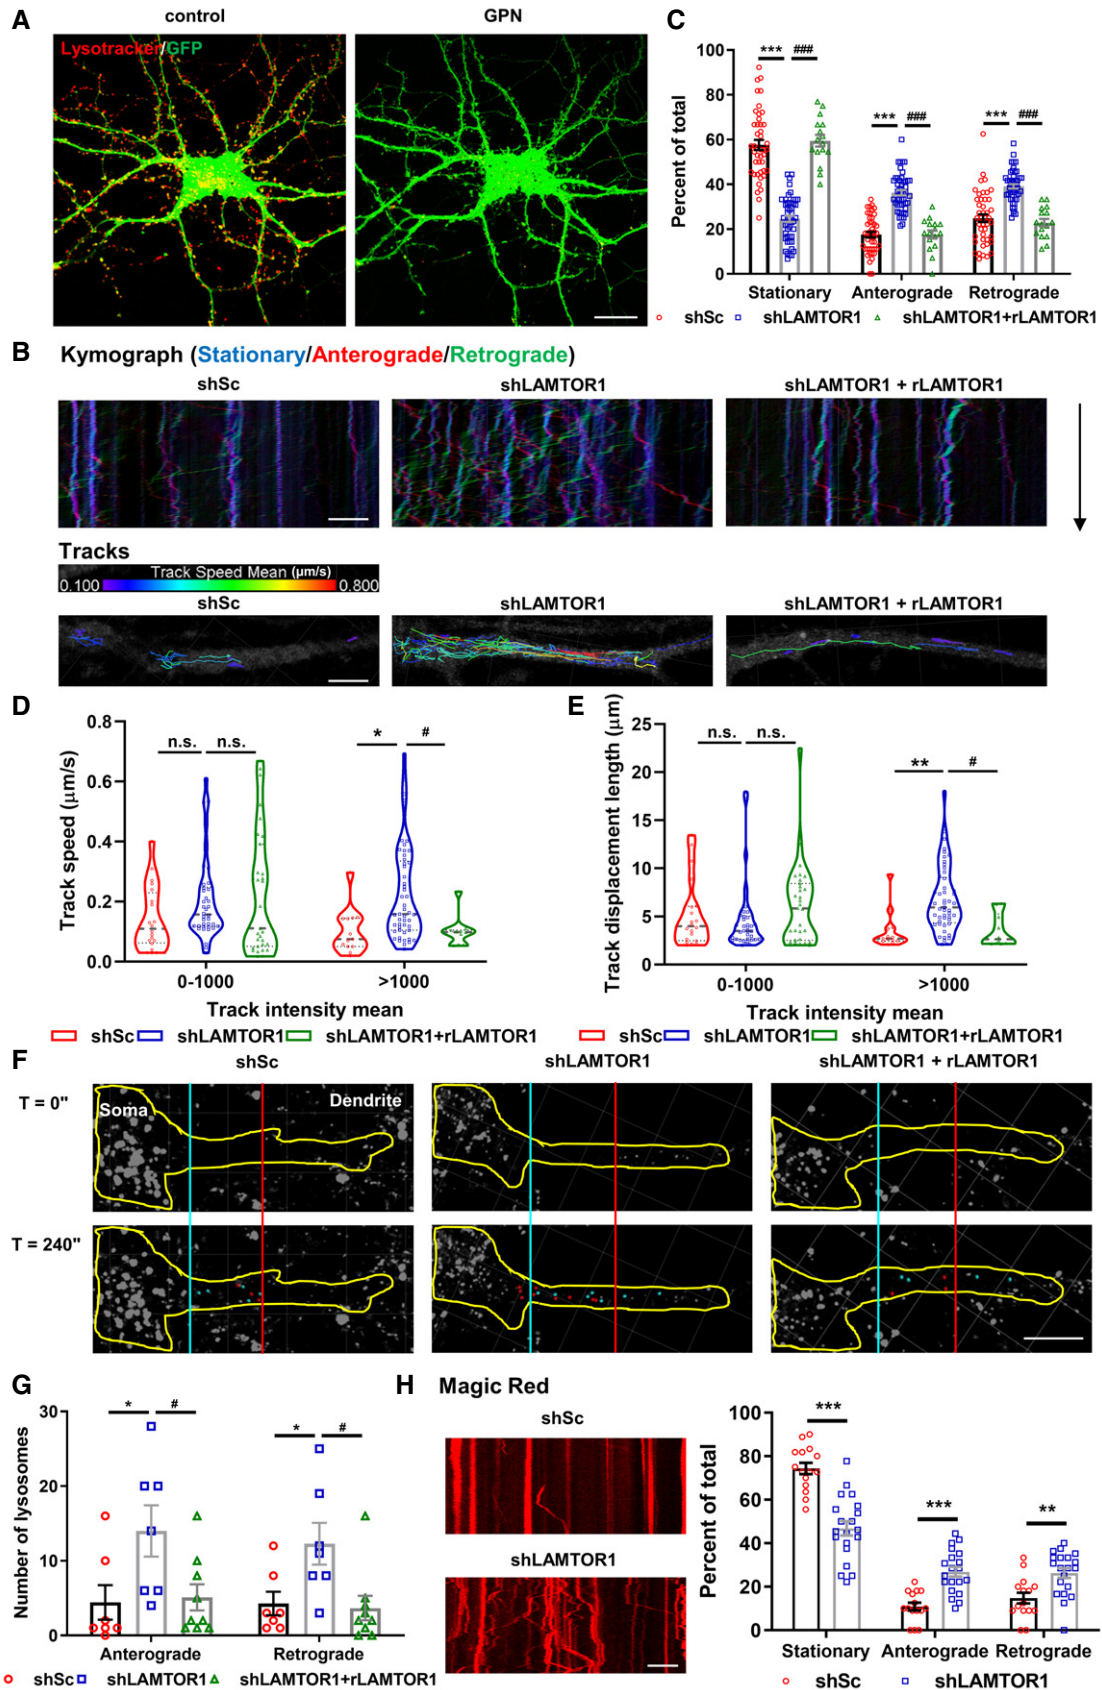 A
control
GPN
Lysotracker/GFP
C
Percent of total
100
80
60
40
20
0
*** ###
*** ###
*** ###
Stationary Anterograde Retrograde
shSc shLAMTOR1 shLAMTOR1+rLAMTOR1
B Kymograph (Stationary/Anterograde/Retrograde)
shSc shLAMTOR1 shLAMTOR1 + rLAMTOR1
Tracks
Track Speed Mean (μm/s)
0.100 0.800
shSc shLAMTOR1 shLAMTOR1 + rLAMTOR1
D
Track speed (μm/s)
0.8
0.6
0.4
0.2
0.0
n.s. n.s. * #
0-1000 >1000
Track intensity mean
shSc shLAMTOR1 shLAMTOR1+rLAMTOR1
E
Track displacement length (μm)
25
20
15
10
5
0
n.s. n.s. ** #
0-1000 >1000
Track intensity mean
shSc shLAMTOR1 shLAMTOR1+rLAMTOR1
F
shSc shLAMTOR1 shLAMTOR1 + rLAMTOR1
T = 0"
Soma Dendrite
T = 240"
G
Number of lysosomes
30
20
10
0
* # * #
Anterograde Retrograde
shSc shLAMTOR1 shLAMTOR1+rLAMTOR1
H Magic Red
shSc
shLAMTOR1
Percent of total
100
80
60
40
20
0
*** *** **
Stationary Anterograde Retrograde
shSc shLAMTOR1